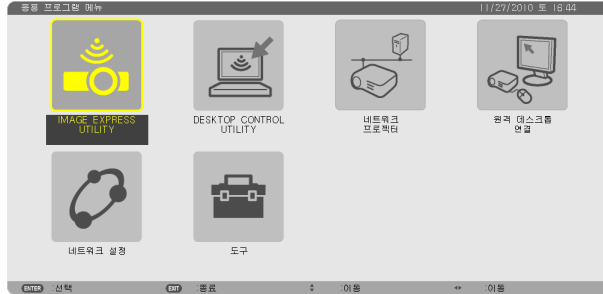 응용 프로그램 메뉴
11/27/2010 토 16:44
IMAGE EXPRESS
UTILITY
DESKTOP CONTROL
UTILITY
네트워크
프로젝터
원격 데스크톱
연결
네트워크 설정
도구
ENTER :선택
EXIT :종료
:이동
:이동